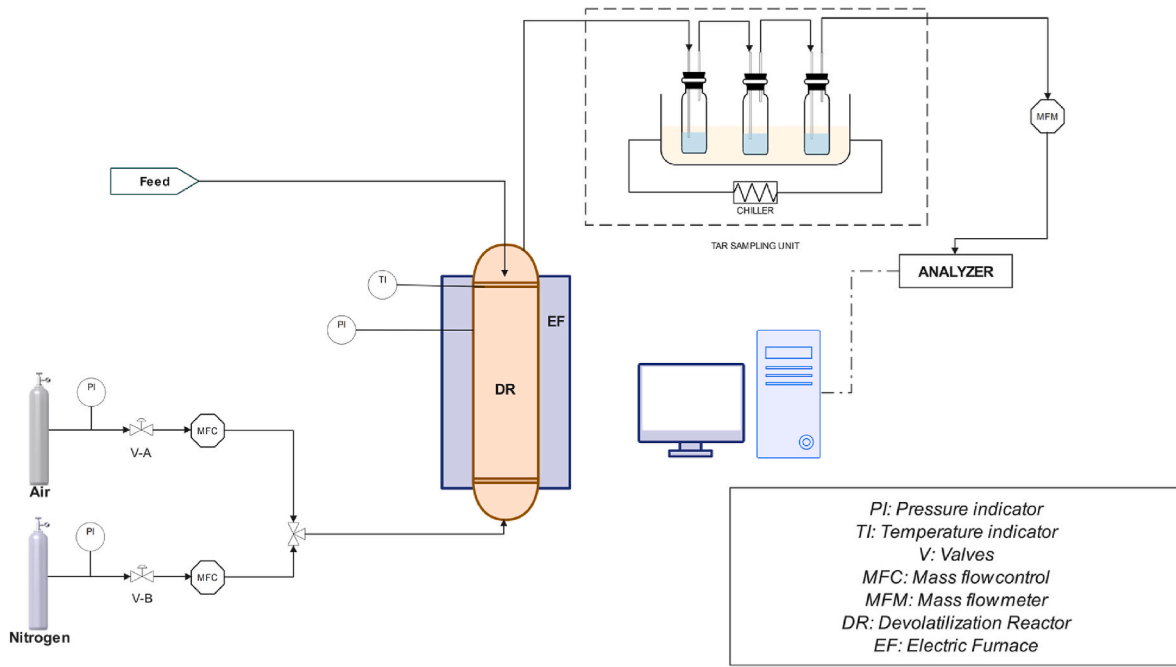 MFM
Feed
CHILLER
TAR SAMPLING UNIT
ANALYZER
TI
EF
PI
DR
PI
MFC
V-A
Air
PI
MFC
V-B
Nitrogen
PI: Pressure indicator
TI: Temperature indicator
V: Valves
MFC: Mass flowcontrol
MFM: Mass flowmeter
DR: Devolatilization Reactor
EF: Electric Furnace